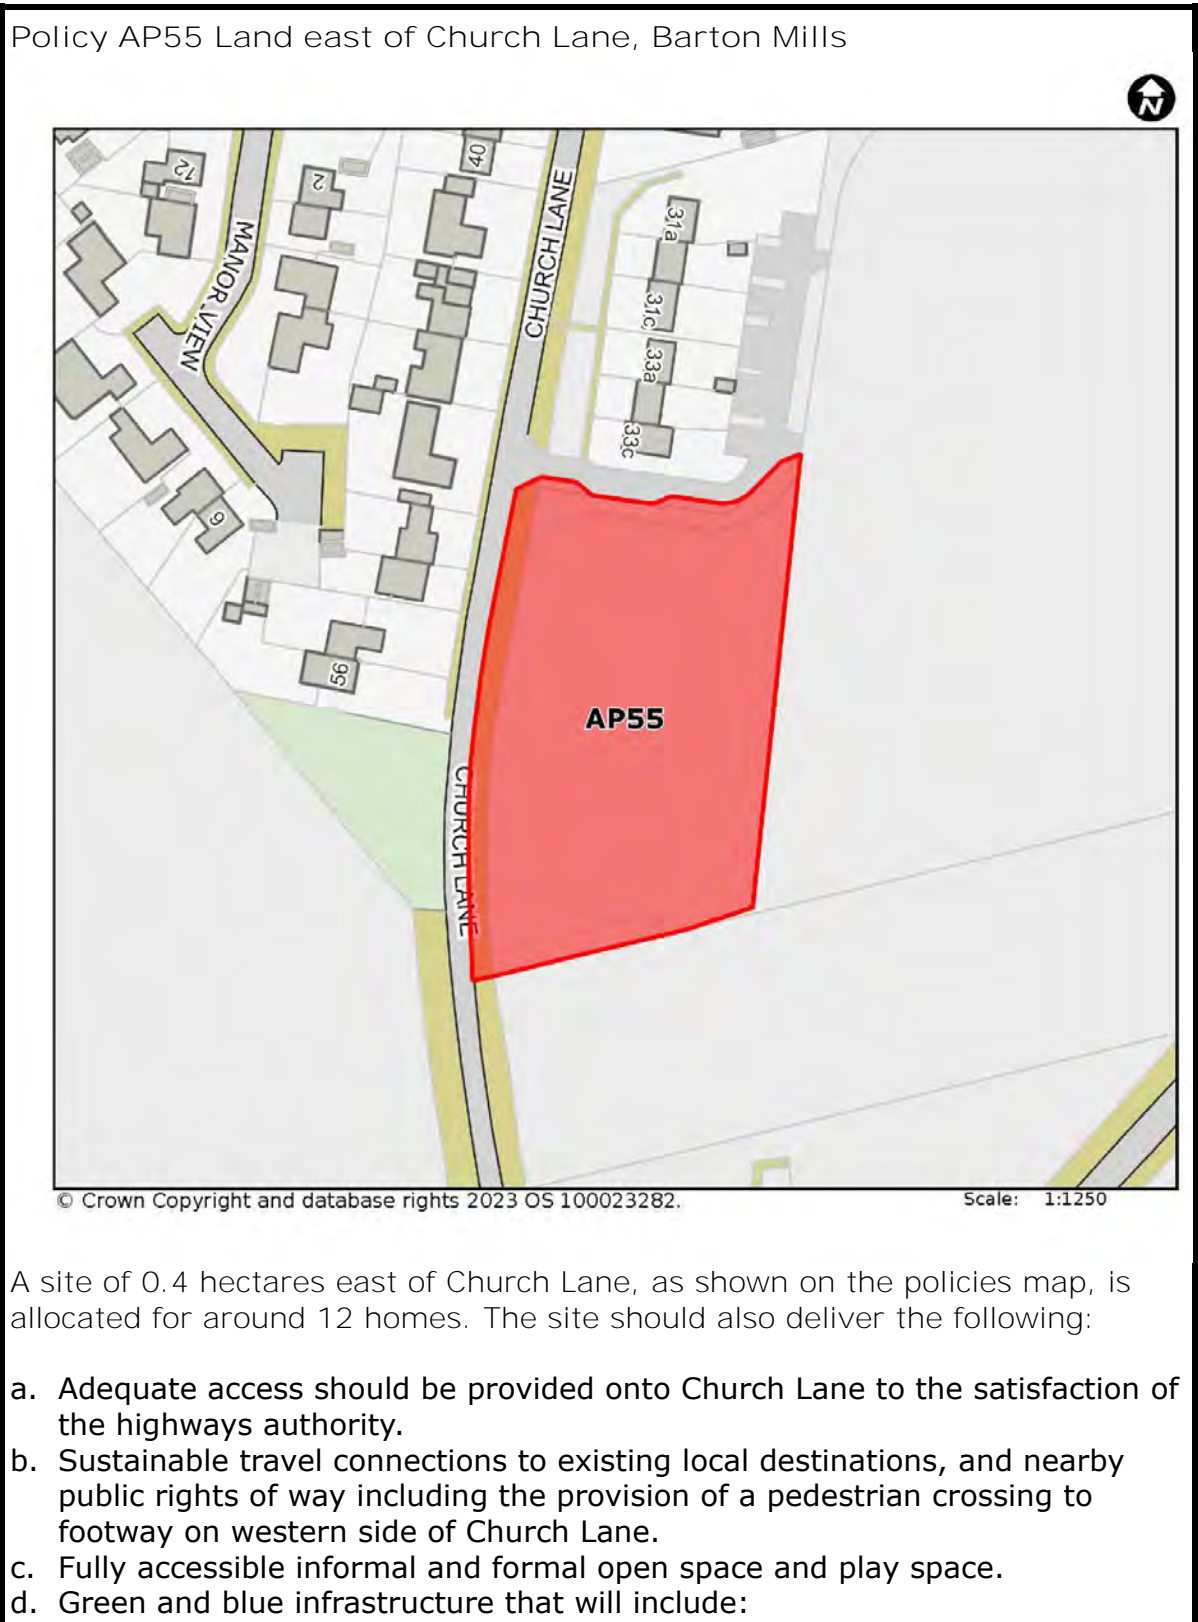 Policy AP55 Land east of Church Lane, Barton Mills
N
12
2
40
CHURCH LANE
31a
MANOR VIEW
31c
33a
33c
9
56
AP55
CHURCH LANE
© Crown Copyright and database rights 2023 OS 100023282.
Scale: 1:1250
A site of 0.4 hectares east of Church Lane, as shown on the policies map, is
allocated for around 12 homes. The site should also deliver the following:
a. Adequate access should be provided onto Church Lane to the satisfaction of
the highways authority.
b. Sustainable travel connections to existing local destinations, and nearby
public rights of way including the provision of a pedestrian crossing to
footway on western side of Church Lane.
c. Fully accessible informal and formal open space and play space.
d. Green and blue infrastructure that will include: